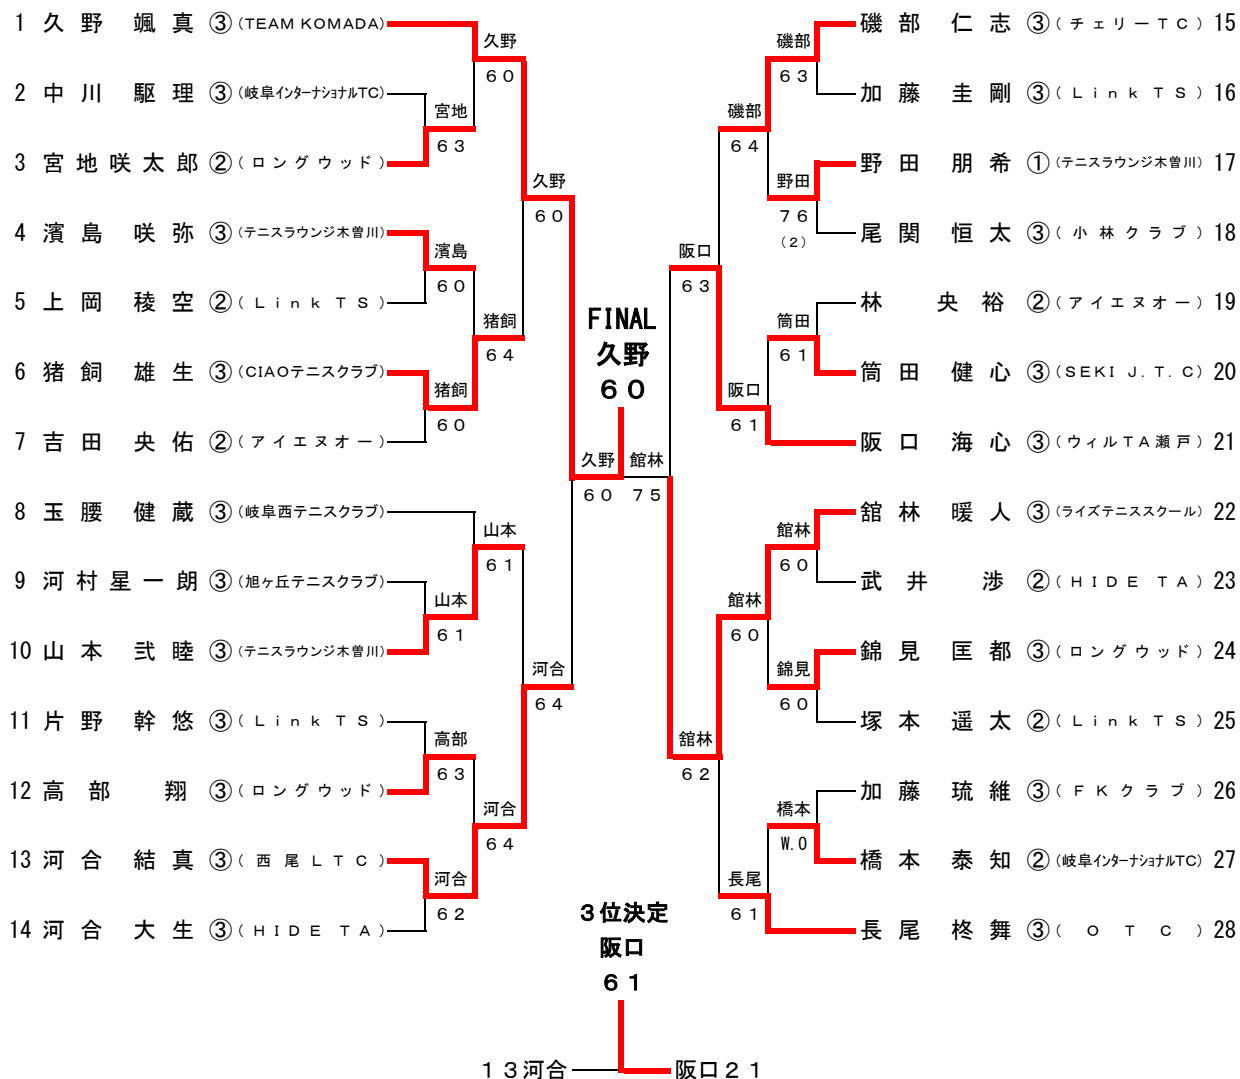 1 久野 颯真 ③ (TEAM KOMADA)
2 中川 駆理 ③ (岐阜インターナショナルTC)
3 宮地咲太郎 ② (ロングウッド)
4 濱島 咲弥 ③ (テニスラウンジ木曽川)
5 上岡 稜空 ② (Link TS)
6 猪飼 雄生 ③ (CIAOテニスクラブ)
7 吉田 央佑 ② (アイエヌオー)
8 玉腰 健蔵 ③ (岐阜西テニスクラブ)
9 河村星一朗 ③ (旭ヶ丘テニスクラブ)
10 山本 弐睦 ③ (テニスラウンジ木曽川)
11 片野 幹悠 ③ (Link TS)
12 高部 翔 ③ (ロングウッド)
13 河合 結真 ③ (西尾LTC)
14 河合 大生 ③ (HIDE TA)
宮地
63
濱島
60
猪飼
60
山本
61
高部
63
河合
62
久野
60
猪飼
64
山本
61
河合
64
久野
60
河合
64
久野
60
FINAL
久野
60
館林
75
阪口
63
舘林
62
磯部
64
阪口
61
館林
60
長尾
61
磯部
63
野田
76
(2)
筒田
61
館林
60
錦見
60
橋本
W.O
磯部 仁志 ③ (チェリーTC) 15
加藤 圭剛 ③ (Link TS) 16
野田 朋希 ① (テニスラウンジ木曽川) 17
尾関 恒太 ③ (小林クラブ) 18
林 央裕 ② (アイエヌオー) 19
筒田 健心 ③ (SEKI J.T.C) 20
阪口 海心 ③ (ウィルTA瀬戸) 21
舘林 暖人 ③ (ライズテニススクール) 22
武井 渉 ② (HIDE TA) 23
錦見 匡都 ③ (ロングウッド) 24
塚本 遥太 ② (Link TS) 25
加藤 琉維 ③ (FKクラブ) 26
橋本 泰知 ② (岐阜インターナショナルTC) 27
長尾 柊舞 ③ (OTC) 28
３位決定
阪口
61
13河合
阪口21